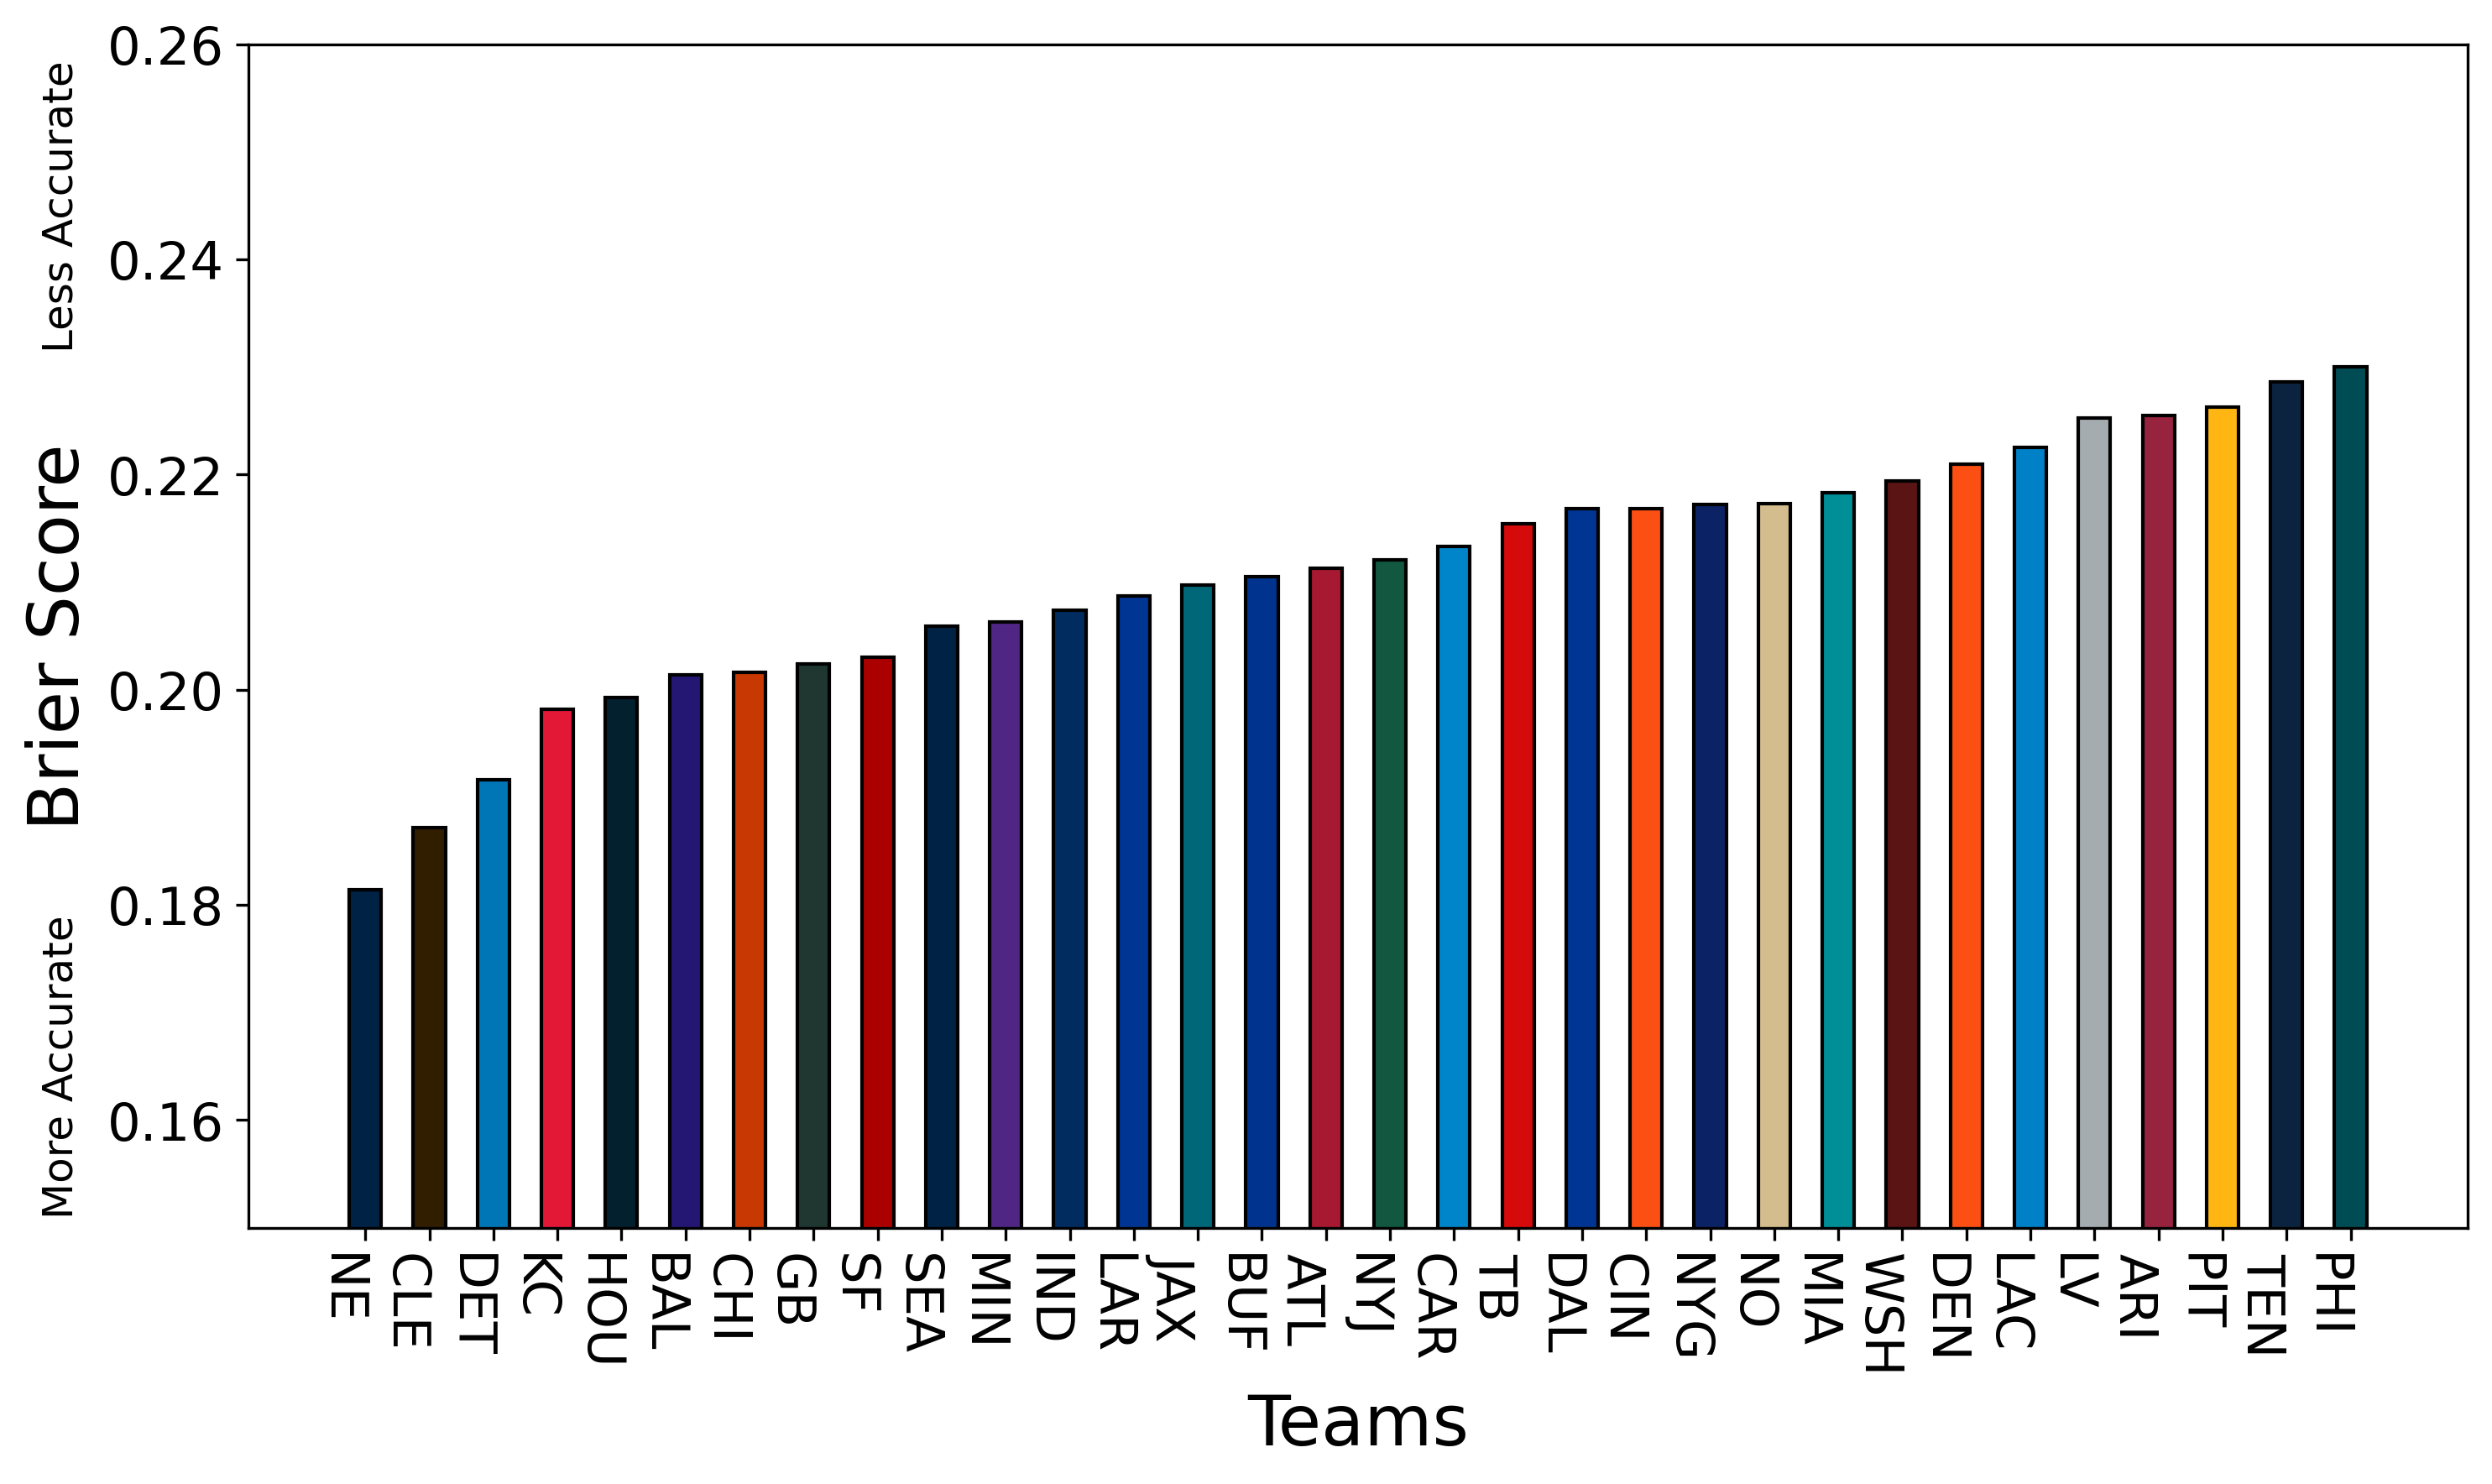 Less Accurate
Brier Score
More Accurate
0.26
0.24
0.22
0.20
0.18
0.16
NE
CLE
DET
KC
HOU
BAL
CHI
GB
SF
SEA
MIN
IND
LAR
JAX
BUF
ATL
NYJ
CAR
TB
DAL
CIN
NYG
NO
MIA
WSH
DEN
LAC
LV
ARI
PIT
TEN
PHI
Teams